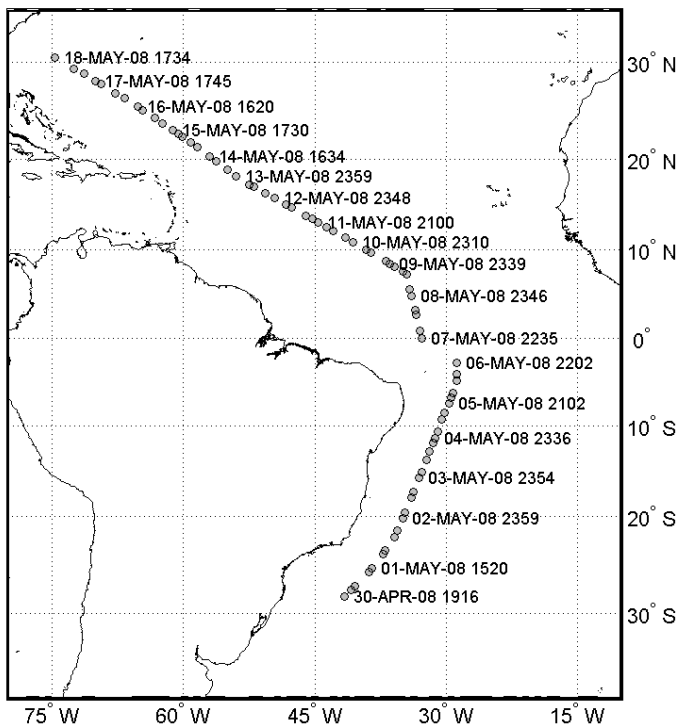 18-MAY-08 1734
30° N
17-MAY-08 1745
16-MAY-08 1620
15-MAY-08 1730
14-MAY-08 1634
20° N
13-MAY-08 2359
12-MAY-08 2348
11-MAY-08 2100
10-MAY-08 2310
10° N
09-MAY-08 2339
08-MAY-08 2346
07-MAY-08 2235
0°
06-MAY-08 2202
05-MAY-08 2102
10° S
04-MAY-08 2336
03-MAY-08 2354
02-MAY-08 2359
20° S
01-MAY-08 1520
30-APR-08 1916
30° S
75° W
60° W
45° W
30° W
15° W